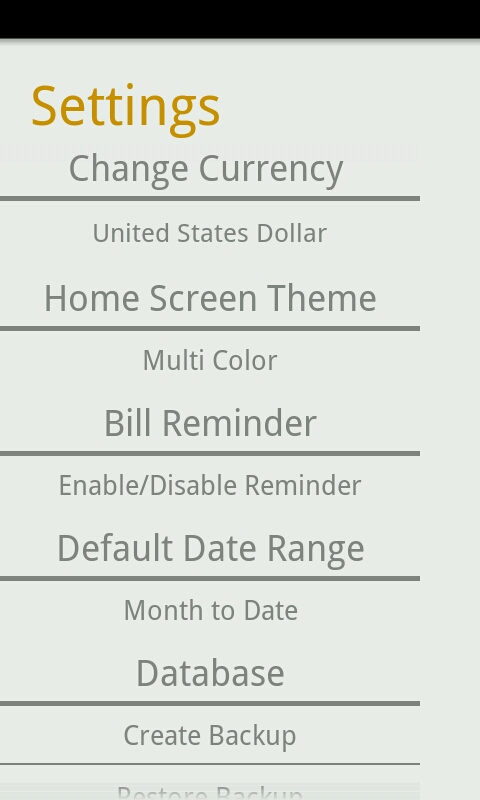 Settings
Change Currency
United States Dollar
Home Screen Theme
Multi Color
Bill Reminder
Enable/Disable Reminder
Default Date Range
Month to Date
Database
Create Backup
Restore Backup